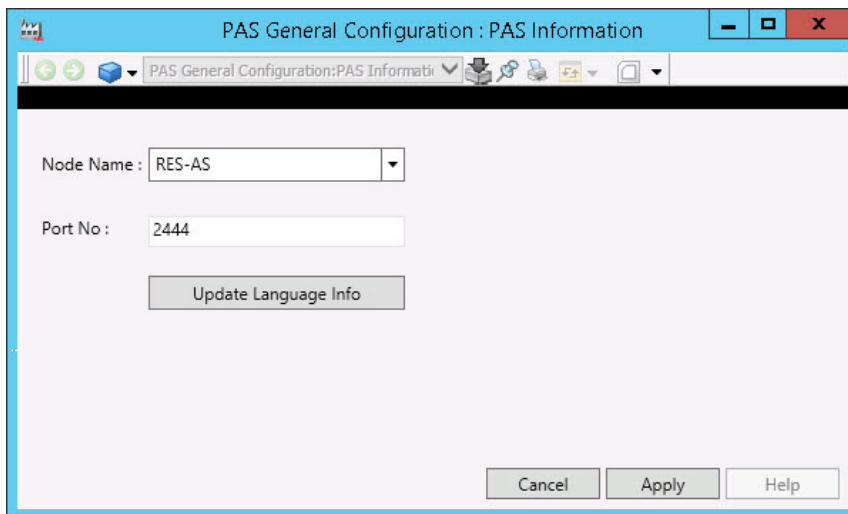 PAS General Configuration : PAS Information
PAS General Configuration:PAS Informati
Node Name : RES-AS
Port No : 2444
Update Language Info
Cancel Apply Help